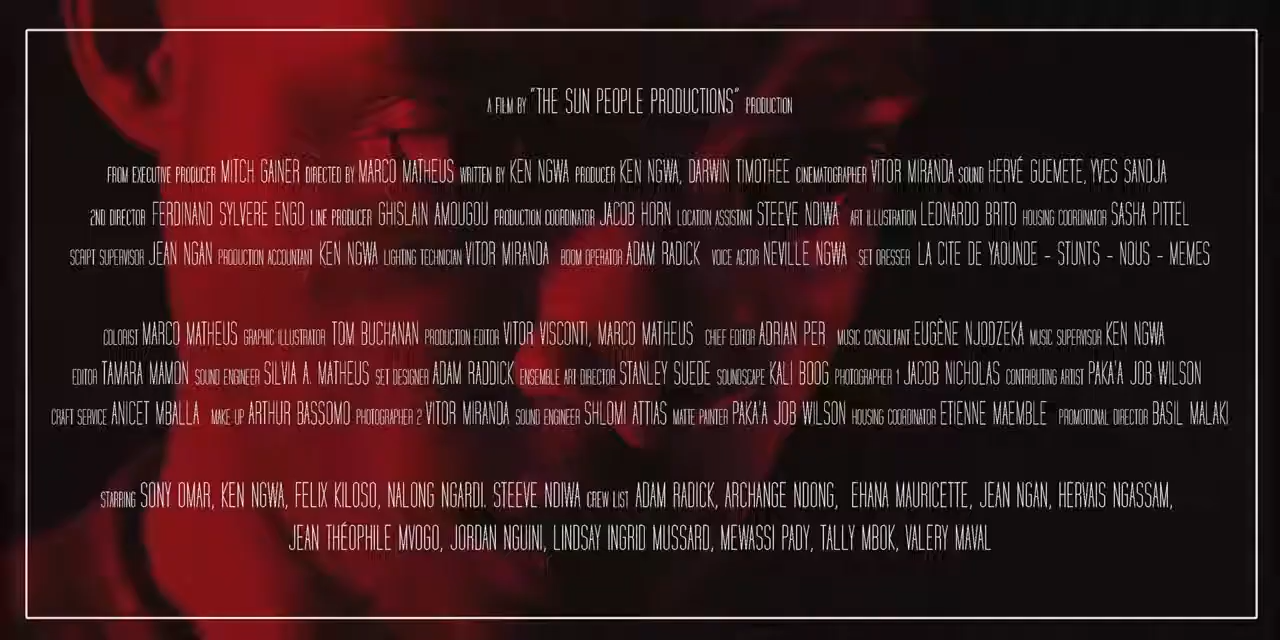 A FILM BY "THE SUN PEOPLE PRODUCTIONS" PRODUCTION
FROM EXECUTIVE PRODUCER MITCH GAINER DIRECTED BY MARCO MATHEUS WRITTEN BY KEN NGWA PRODUCER KEN NGWA, DARWIN TIMOTHEE CINEMATOGRAPHER VITOR MIRANDA SOUND HERVÉ GUEMETE, YVES SANDJA
2ND DIRECTOR FERDINAND SYLVERE ENGO LINE PRODUCER GHISLAIN AMOUGOU PRODUCTION COORDINATOR JACOB HORN LOCATION ASSISTANT STEEVE NDIWA ART ILLUSTRATION LEONARDO BRITO HOUSING COORDINATOR SASHA PITTEL
SCRIPT SUPERVISOR JEAN NGAN PRODUCTION ACCOUNTANT KEN NGWA LIGHTING TECHNICIAN VITOR MIRANDA BOOM OPERATOR ADAM RADICK VOICE ACTOR NEVILLE NGWA SET DRESSER LA CITE DE YAOUNDE - STUNTS - NOUS - MEMES
COLORIST MARCO MATHEUS GRAPHIC ILLUSTRATOR TOM BUCHANAN PRODUCTION EDITOR VITOR VISCONTI, MARCO MATHEUS CHIEF EDITOR ADRIAN PER MUSIC CONSULTANT EUGÈNE NJODZEKA MUSIC SUPERVISOR KEN NGWA
EDITOR TAMARA MAMON SOUND ENGINEER SILVIA A. MATHEUS SET DESIGNER ADAM RADDICK ENSEMBLE ART DIRECTOR STANLEY SUEDE SOUNDSCAPE KALI BOOG PHOTOGRAPHER 1 JACOB NICHOLAS CONTRIBUTING ARTIST PAKA'A JOB WILSON
CRAFT SERVICE ANICET MBALLA MAKE UP ARTHUR BASSOMO PHOTOGRAPHER 2 VITOR MIRANDA SOUND ENGINEER SHLOMI ATTIAS MATTE PAINTER PAKA'A JOB WILSON HOUSING COORDINATOR ETIENNE MAEMBLE PROMOTIONAL DIRECTOR BASIL MALAKI
STARRING SONY OMAR, KEN NGWA, FELIX KILOSO, NALONG NGARDI. STEEVE NDIWA CREW LIST ADAM RADICK, ARCHANGE NDONG, EHANA MAURICETTE, JEAN NGAN, HERVAIS NGASSAM,
JEAN THÉOPHILE MVOGO, JORDAN NGUINI, LINDSAY INGRID MUSSARD, MEWASSI PADY, TALLY MBOK, VALERY MAVAL